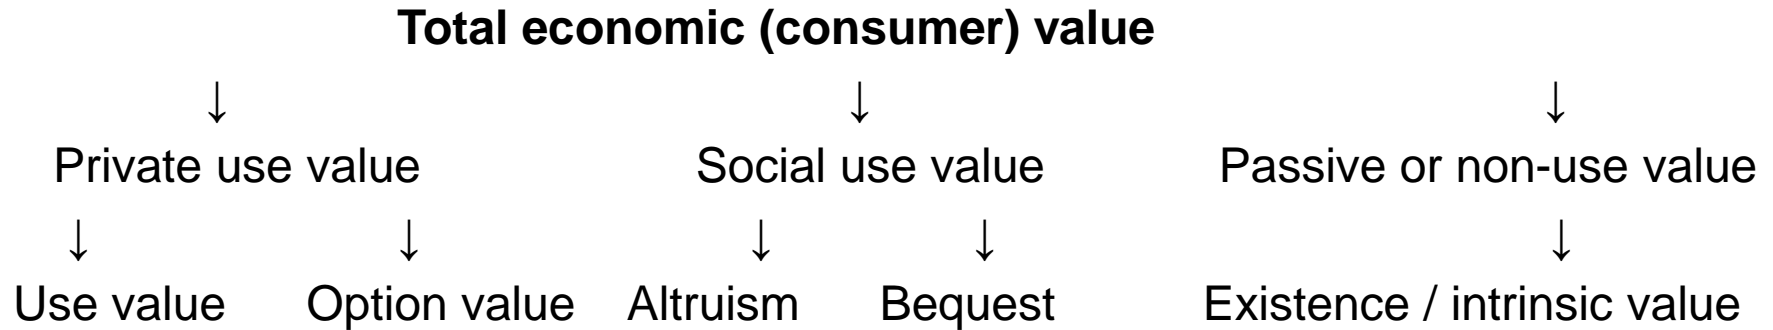 Total economic (consumer) value
↓ ↓ ↓
Private use value Social use value Passive or non-use value
↓ ↓ ↓ ↓ ↓
Use value Option value Altruism Bequest Existence / intrinsic value